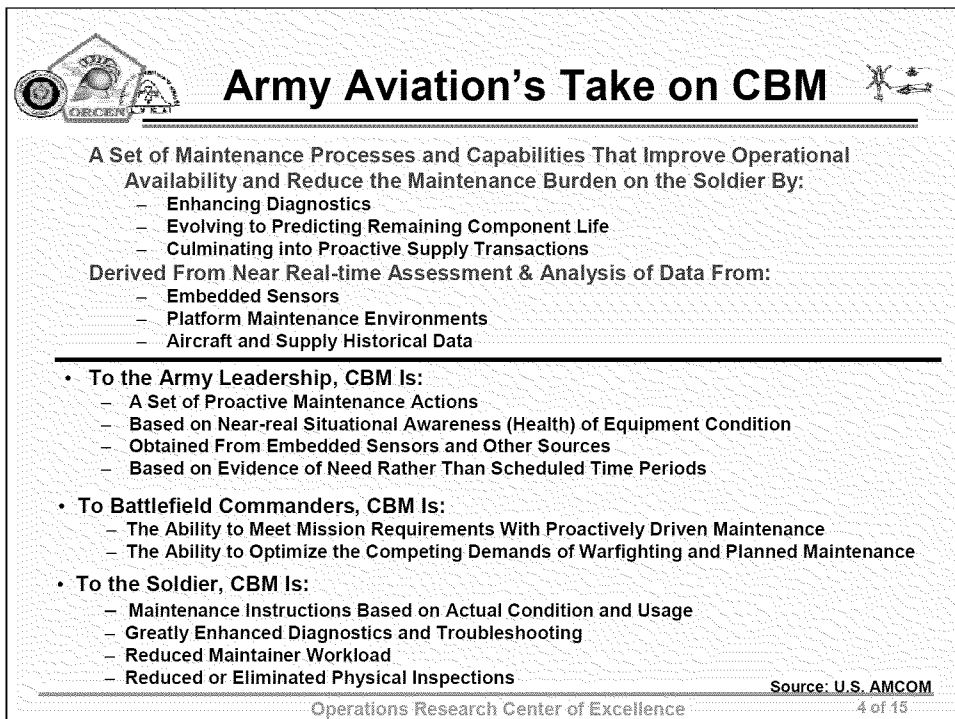 Army Aviation's Take on CBM
ORCEN
A Set of Maintenance Processes and Capabilities That Improve Operational
Availability and Reduce the Maintenance Burden on the Soldier By:
– Enhancing Diagnostics
– Evolving to Predicting Remaining Component Life
– Culminating into Proactive Supply Transactions
Derived From Near Real-time Assessment & Analysis of Data From:
– Embedded Sensors
– Platform Maintenance Environments
– Aircraft and Supply Historical Data
• To the Army Leadership, CBM Is:
– A Set of Proactive Maintenance Actions
– Based on Near-real Situational Awareness (Health) of Equipment Condition
– Obtained From Embedded Sensors and Other Sources
– Based on Evidence of Need Rather Than Scheduled Time Periods
• To Battlefield Commanders, CBM Is:
– The Ability to Meet Mission Requirements With Proactively Driven Maintenance
– The Ability to Optimize the Competing Demands of Warfighting and Planned Maintenance
• To the Soldier, CBM Is:
– Maintenance Instructions Based on Actual Condition and Usage
– Greatly Enhanced Diagnostics and Troubleshooting
– Reduced Maintainer Workload
– Reduced or Eliminated Physical Inspections
Source: U.S. AMCOM
Operations Research Center of Excellence
4 of 15